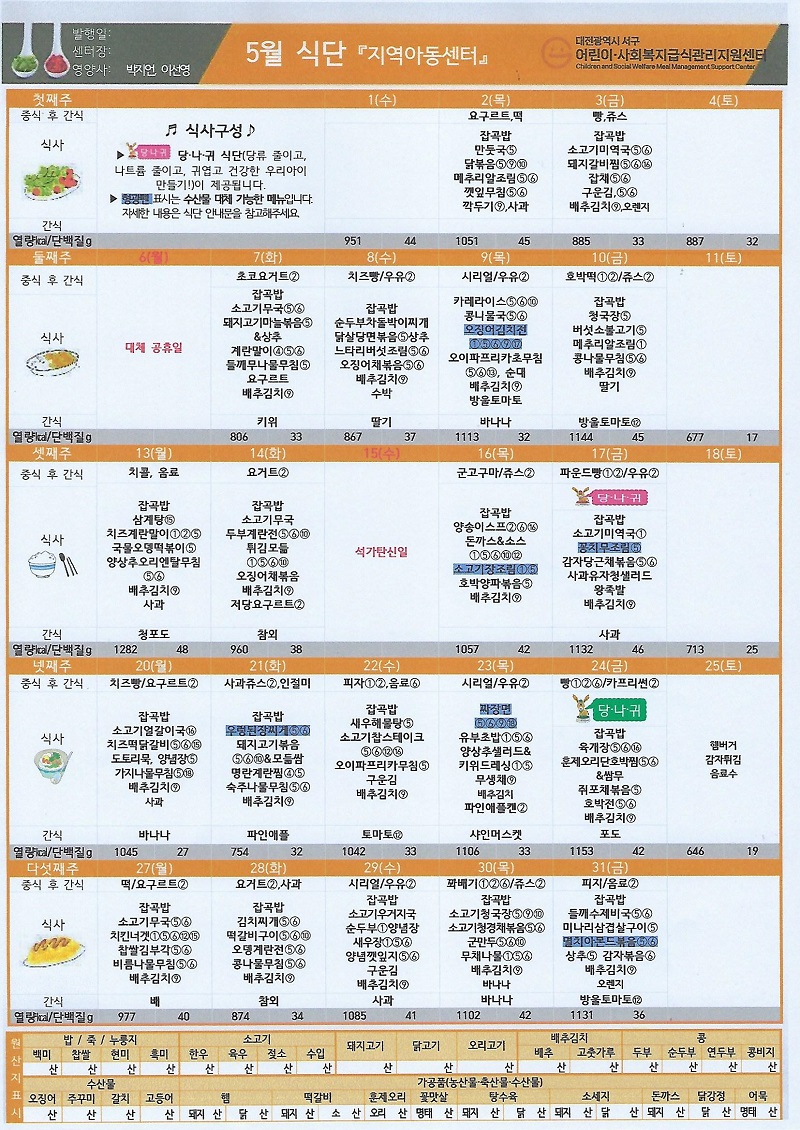 발행일:
센터장:
영양사: 박지언, 이선영
5월 식단 『지역아동센터』
대전광역시 서구
어린이·사회복지급식관리지원센터
Children and Social Welfare Meal Management Support Center
첫째주 1(수) 2(목) 3(금) 4(토)
중식 후 간식 요구르트,떡 빵,쥬스
♬ 식사구성♪
▶ 당·나·귀 당·나·귀 식단(당류 줄이고,
나트륨 줄이고, 귀엽고 건강한 우리아이
만들기!)이 제공됩니다.
▶ 형광펜 표시는 수산물 대체 가능한 메뉴입니다.
자세한 내용은 식단 안내문을 참고해주세요
식사
잡곡밥
만둣국⑤
닭볶음⑤⑨⑩
메추리알조림⑤⑥
깻잎무침⑤⑥
깍두기⑨,사과
잡곡밥
소고기미역국⑤⑥
돼지갈비찜⑤⑥⑯
잡채⑤⑥
구운김,⑤⑥
배추김치⑨,오렌지
간식
열량㎉/단백질g 951 44 1051 45 885 33 887 32
둘째주 6(월) 7(화) 8(수) 9(목) 10(금) 11(토)
중식 후 간식 초코요거트② 치즈빵/우유② 시리얼/우유② 호박떡①②/쥬스②
식사
대체 공휴일
잡곡밥
소고기무국⑤⑥
돼지고기마늘볶음⑤
&상추
계란말이④⑤⑥
들깨무나물무침⑤
요구르트
배추김치⑨
잡곡밥
순두부차돌박이찌개
닭살당면볶음⑤상추
느타리버섯조림⑤⑥
오징어채볶음⑤⑥
배추김치⑨
수박
카레라이스⑤⑥⑩
콩나물국⑤⑥
오징어김치전
①⑤⑥⑨⑰
오이파프리카초무침
⑤⑥⑬, 순대
배추김치⑨
방울토마토
잡곡밥
청국장⑤
버섯소불고기⑤
메추리알조림①
콩나물무침⑤⑥
배추김치⑨
딸기
간식 키위 딸기 바나나 방울토마토⑫
열량㎉/단백질g 806 33 867 37 1113 32 1144 45 677 17
셋째주 13(월) 14(화) 15(수) 16(목) 17(금) 18(토)
중식 후 간식 치콜, 음료 요거트② 군고구마/쥬스② 파운드빵①②/우유②
식사
잡곡밥
삼계탕⑮
치즈계란말이①②⑤
국물오뎅떡볶이⑤
양상추오리엔탈무침
⑤⑥
배추김치⑨
사과
잡곡밥
소고기무국
두부계란전⑤⑥⑩
튀김모듬
①⑤⑥⑩
오징어채볶음
배추김치⑨
저당요구르트②
석가탄신일
잡곡밥
양송이스프②⑥⑯
돈까스&소스
①⑤⑥⑩⑫
소고기장조림①⑤
호박양파볶음⑤
배추김치⑨
당·나·귀
잡곡밥
소고기미역국①
꽁치무조림⑤
감자당근채볶음⑤⑥
사과유자청샐러드
왕족발
배추김치⑨
간식 청포도 참외 사과
열량㎉/단백질g 1282 48 960 38 1057 42 1132 46 713 25
넷째주 20(월) 21(화) 22(수) 23(목) 24(금) 25(토)
중식 후 간식 치즈빵/요구르트② 사과쥬스②,인절미 피자①②,음료⑥ 시리얼/우유② 빵①②⑥/카프리썬②
식사
잡곡밥
소고기얼갈이국⑯
치즈떡닭갈비⑤⑥⑮
도토리묵, 양념장⑤
가지나물무침⑤⑱
배추김치⑨
사과
잡곡밥
우렁된장찌개⑤⑥
돼지고기볶음
⑤⑥⑩&모듬쌈
명란계란찜④⑤
숙주나물무침⑤⑥
배추김치⑨
잡곡밥
새우해물탕⑤
소고기찹스테이크
⑤⑥⑫⑯
오이파프리카무침⑤
구운김
배추김치⑨
짜장면
⑤⑥⑨⑱
유부초밥①⑤⑥
양상추샐러드&
키위드레싱①⑤
무생채⑨
배추김치
파인애플캔②
당·나·귀
잡곡밥
육개장⑤⑥⑯
훈제오리단호박찜⑤⑥
&쌈무
쥐포채볶음⑤
호박전⑤⑥
배추김치⑨
햄버거
감자튀김
음료수
간식 바나나 파인애플 토마토⑫ 샤인머스켓 포도
열량㎉/단백질g 1045 27 754 32 1042 33 1106 33 1153 42 646 19
다섯째주 27(월) 28(화) 29(수) 30(목) 31(금)
중식 후 간식 떡/요구르트② 요거트②,사과 시리얼/우유② 꽈배기①②⑥/쥬스② 피자/음료②
식사
잡곡밥
소고기무국⑤⑥
치킨너겟①⑤⑥⑫⑮
찹쌀김부각⑤⑥
비름나물무침⑤⑥
배추김치⑨
잡곡밥
김치찌개⑤⑥
떡갈비구이⑤⑥⑩
오뎅계란전⑤⑥
콩나물무침⑤⑥
배추김치⑨
잡곡밥
소고기우거지국
순두부①양념장
새우전①⑤
양념깻잎지⑤⑥
구운김
배추김치⑨
잡곡밥
소고기청국장⑤⑨⑩
소고기청경채볶음⑤⑥
군만두⑤⑥⑩
무채나물①⑤⑥
배추김치⑨
바나나
잡곡밥
들깨수제비국⑤⑥
미나리삼겹살구이⑤
멸치아몬드볶음⑤⑥
상추⑤ 감자볶음⑥
배추김치⑨
오렌지
간식 배 참외 사과 바나나 방울토마토⑫
열량㎉/단백질g 977 40 874 34 1085 41 1102 42 1131 36
원산지표시
밥 / 죽 / 누룽지 소고기 돼지고기 닭고기 오리고기 배추김치 콩
백미 찹쌀 현미 흑미 한우 육우 젖소 수입 배추 고춧가루 두부 순두부 연두부 콩비지
산 산 산 산 산 산 산 산 산 산 산 산 산 산 산 산 산
수산물 가공품(농산물·축산물·수산물)
오징어 주꾸미 갈치 고등어 햄 떡갈비 훈제오리 꽃맛살 탕수육 소세지 돈까스 닭강정 어묵
산 산 산 산 돼지 산 닭 산 돼지 산 소 산 오리 산 명태 산 돼지 산 닭 산 돼지 산 닭 산 돼지 산 닭 산 명태 산